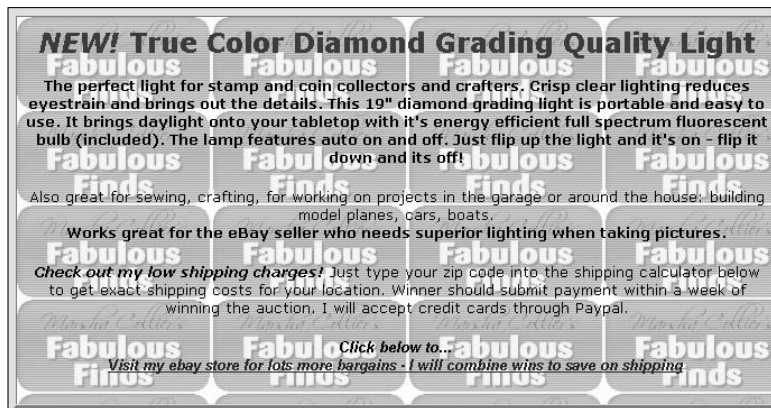 NEW! True Color Diamond Grading Quality Light
The perfect light for stamp and coin collectors and crafters. Crisp clear lighting reduces
eyestrain and brings out the details. This 19" diamond grading light is portable and easy to
use. It brings daylight onto your tabletop with it's energy efficient full spectrum fluorescent
bulb (included). The lamp features auto on and off. Just flip up the light and it's on - flip it
down and its off!
Also great for sewing, crafting, for working on projects in the garage or around the house: building
model planes, cars, boats.
Works great for the eBay seller who needs superior lighting when taking pictures.
Check out my low shipping charges! Just type your zip code into the shipping calculator below
to get exact shipping costs for your location. Winner should submit payment within a week of
winning the auction. I will accept credit cards through Paypal.
Click below to...
Visit my ebay store for lots more bargains - I will combine wins to save on shipping
Marsha Collier's
Fabulous
Finds